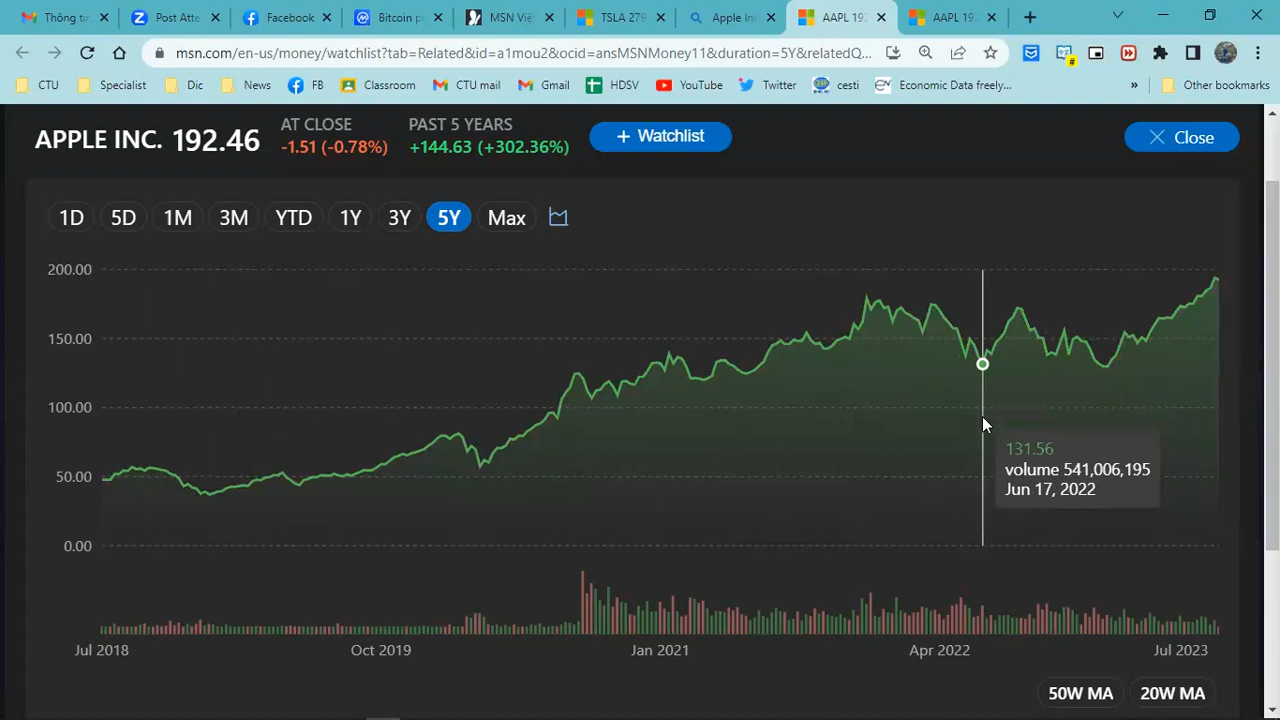 Thông tir
Post Atte
Facebook
Bitcoin p
MSN Việ
TSLA 279
Apple In
AAPL 192
AAPL 192
msn.com/en-us/money/watchlist?tab=Related&id=a1mou2&ocid=ansMSNMoney11&duration=5Y&relatedQ...
CTU
Specialist
Dic
News
FB
Classroom
CTU mail
Gmail
HDSV
YouTube
Twitter
cesti
Economic Data freely...
»
Other bookmarks
APPLE INC. 192.46
AT CLOSE
-1.51 (-0.78%)
PAST 5 YEARS
+144.63 (+302.36%)
+ Watchlist
Close
1D 5D 1M 3M YTD 1Y 3Y 5Y Max
200.00
150.00
100.00
50.00
0.00
131.56
volume 541,006,195
Jun 17, 2022
Jul 2018 Oct 2019 Jan 2021 Apr 2022 Jul 2023
50W MA 20W MA